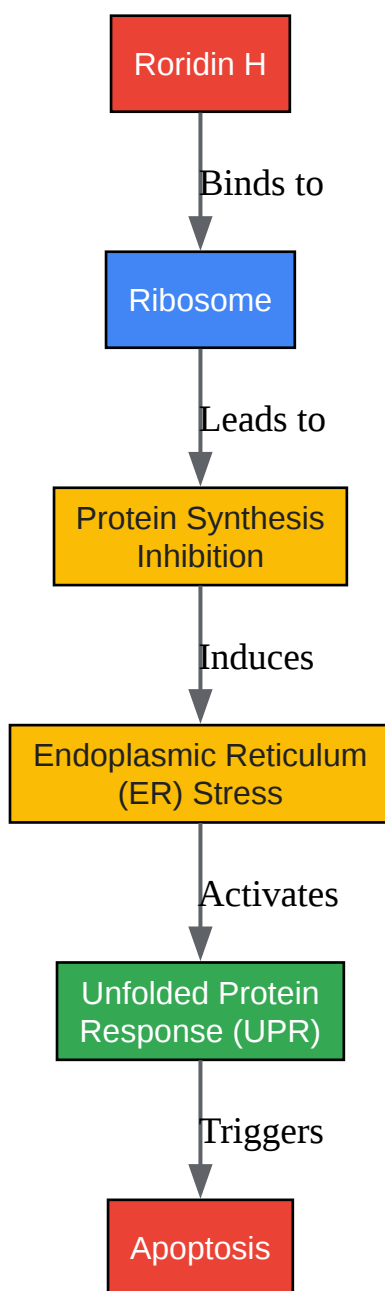 Roridin H
Binds to
Ribosome
Leads to
Protein Synthesis
Inhibition
Induces
Endoplasmic Reticulum
(ER) Stress
Activates
Unfolded Protein
Response (UPR)
Triggers
Apoptosis